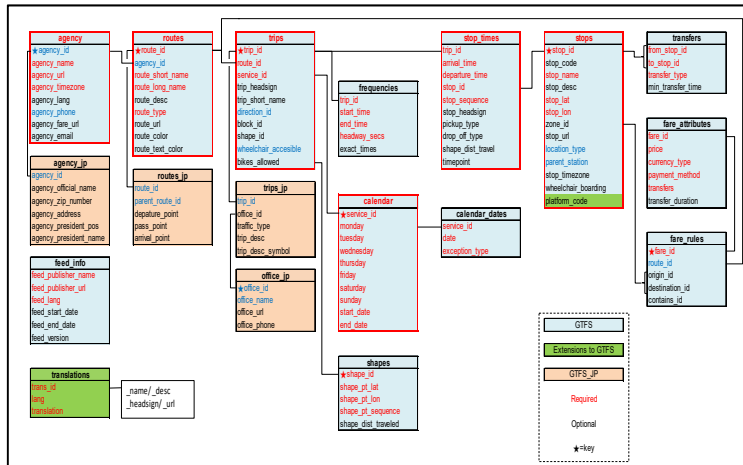 agency
★agency_id
agency_name
agency_url
agency_timezone
agency_lang
agency_phone
agency_fare_url
agency_email
routes
★route_id
agency_id
route_short_name
route_long_name
route_desc
route_type
route_url
route_color
route_text_color
trips
★trip_id
route_id
service_id
trip_headsign
trip_short_name
direction_id
block_id
shape_id
wheelchair_accesible
bikes_allowed
frequencies
trip_id
start_time
end_time
headway_secs
exact_times
stop_times
trip_id
arrival_time
departure_time
stop_id
stop_sequence
stop_headsign
pickup_type
drop_off_type
shape_dist_travel
timepoint
stops
★stop_id
stop_code
stop_name
stop_desc
stop_lat
stop_lon
zone_id
stop_url
location_type
parent_station
stop_timezone
wheelchair_boarding
platform_code
transfers
from_stop_id
to_stop_id
transfer_type
min_transfer_time
fare_attributes
fare_id
price
currency_type
payment_method
transfers
transfer_duration
agency_jp
agency_id
agency_official_name
agency_zip_number
agency_address
agency_president_pos
agency_president_name
routes_jp
route_id
parent_route_id
depature_point
pass_point
arrival_point
trips_jp
trip_id
office_id
traffic_type
trip_desc
trip_desc_symbol
calendar
★service_id
monday
tuesday
wednesday
thursday
friday
saturday
sunday
start_date
end_date
calendar_dates
service_id
date
exception_type
fare_rules
★fare_id
route_id
origin_id
destination_id
contains_id
feed_info
feed_publisher_name
feed_publisher_url
feed_lang
feed_start_date
feed_end_date
feed_version
office_jp
★office_id
office_name
office_url
office_phone
translations
trans_id
lang
translation
_name/_desc
_headsign/_url
shapes
★shape_id
shape_pt_lat
shape_pt_lon
shape_pt_sequence
shape_dist_traveled
GTFS
Extensions to GTFS
GTFS_JP
Required
Optional
★=key